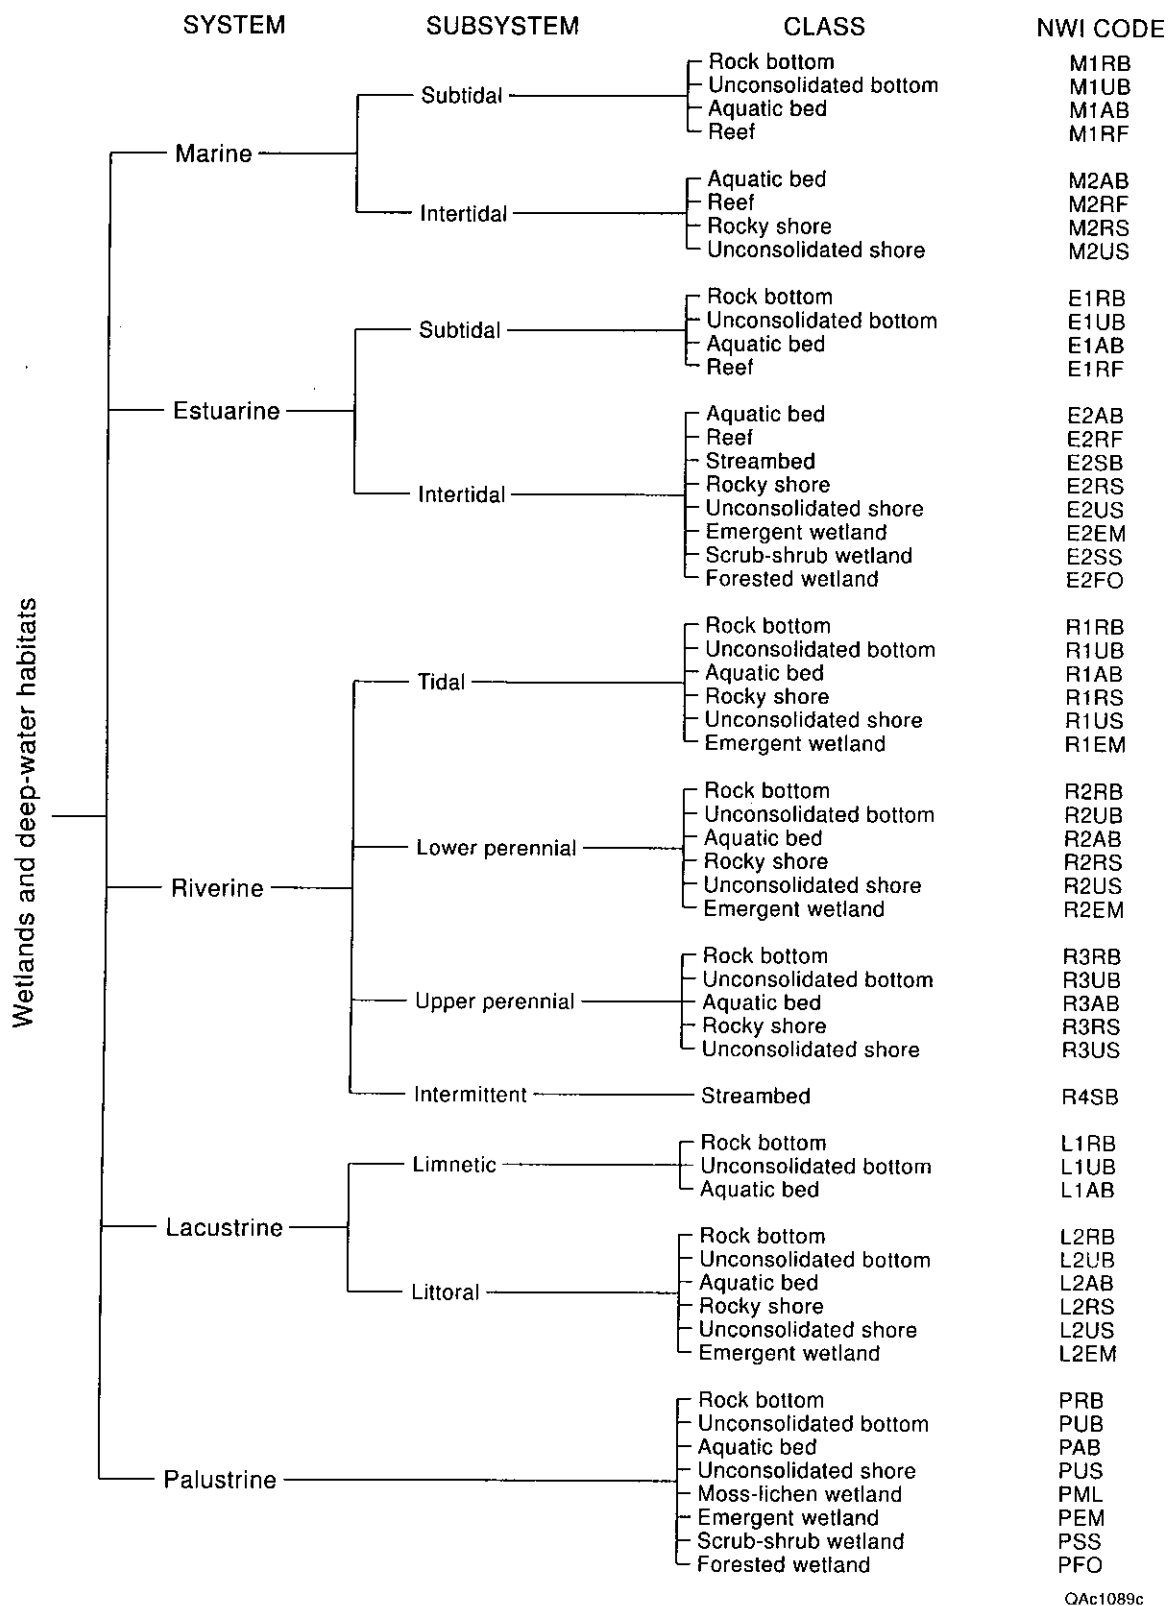 SYSTEM SUBSYSTEM CLASS NWI CODE
Rock bottom M1RB
Unconsolidated bottom M1UB
Subtidal
Aquatic bed M1AB
Reef M1RF
Marine
Aquatic bed M2AB
Reef M2RF
Intertidal
Rocky shore M2RS
Unconsolidated shore M2US
Rock bottom E1RB
Unconsolidated bottom E1UB
Subtidal
Aquatic bed E1AB
Reef E1RF
Estuarine
Aquatic bed E2AB
Reef E2RF
Streambed E2SB
Rocky shore E2RS
Intertidal
Unconsolidated shore E2US
Emergent wetland E2EM
Scrub-shrub wetland E2SS
Forested wetland E2FO
Wetlands and deep-water habitats
Rock bottom R1RB
Unconsolidated bottom R1UB
Aquatic bed R1AB
Tidal
Rocky shore R1RS
Unconsolidated shore R1US
Emergent wetland R1EM
Rock bottom R2RB
Unconsolidated bottom R2UB
Aquatic bed R2AB
Lower perennial
Rocky shore R2RS
Unconsolidated shore R2US
Riverine
Emergent wetland R2EM
Rock bottom R3RB
Unconsolidated bottom R3UB
Upper perennial Aquatic bed R3AB
Rocky shore R3RS
Unconsolidated shore R3US
Intermittent Streambed R4SB
Rock bottom L1RB
Limnetic Unconsolidated bottom L1UB
Aquatic bed L1AB
Lacustrine
Rock bottom L2RB
Unconsolidated bottom L2UB
Aquatic bed L2AB
Littoral
Rocky shore L2RS
Unconsolidated shore L2US
Emergent wetland L2EM
Rock bottom PRB
Unconsolidated bottom PUB
Aquatic bed PAB
Palustrine
Unconsolidated shore PUS
Moss-lichen wetland PML
Emergent wetland PEM
Scrub-shrub wetland PSS
Forested wetland PFO
QAc1089c